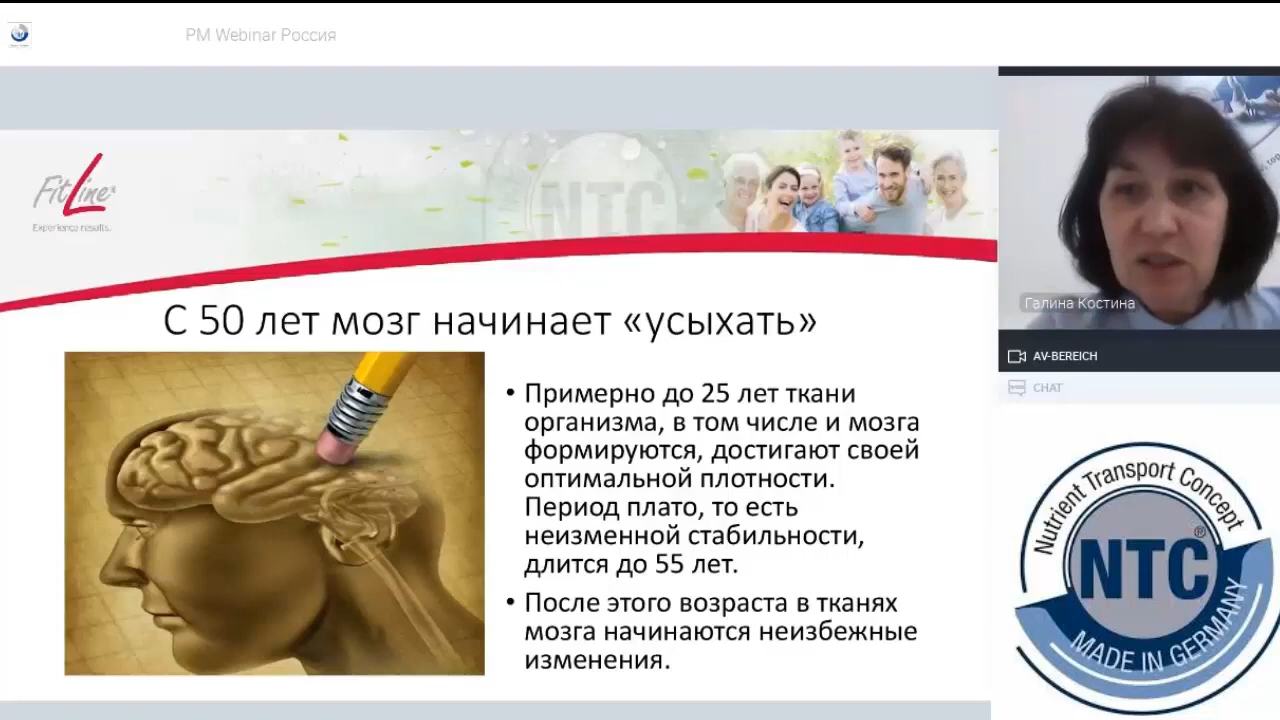 PM Webinar Россия
FitLine
Experience results.
NTC
С 50 лет мозг начинает «усыхать»
• Примерно до 25 лет ткани
организма, в том числе и мозга
формируются, достигают своей
оптимальной плотности.
Период плато, то есть
неизменной стабильности,
длится до 55 лет.
• После этого возраста в тканях
мозга начинаются неизбежные
изменения.
Галина Костина
AV-BEREICH
CHAT
Nutrient Transport Concept
NTC®
MADE IN GERMANY